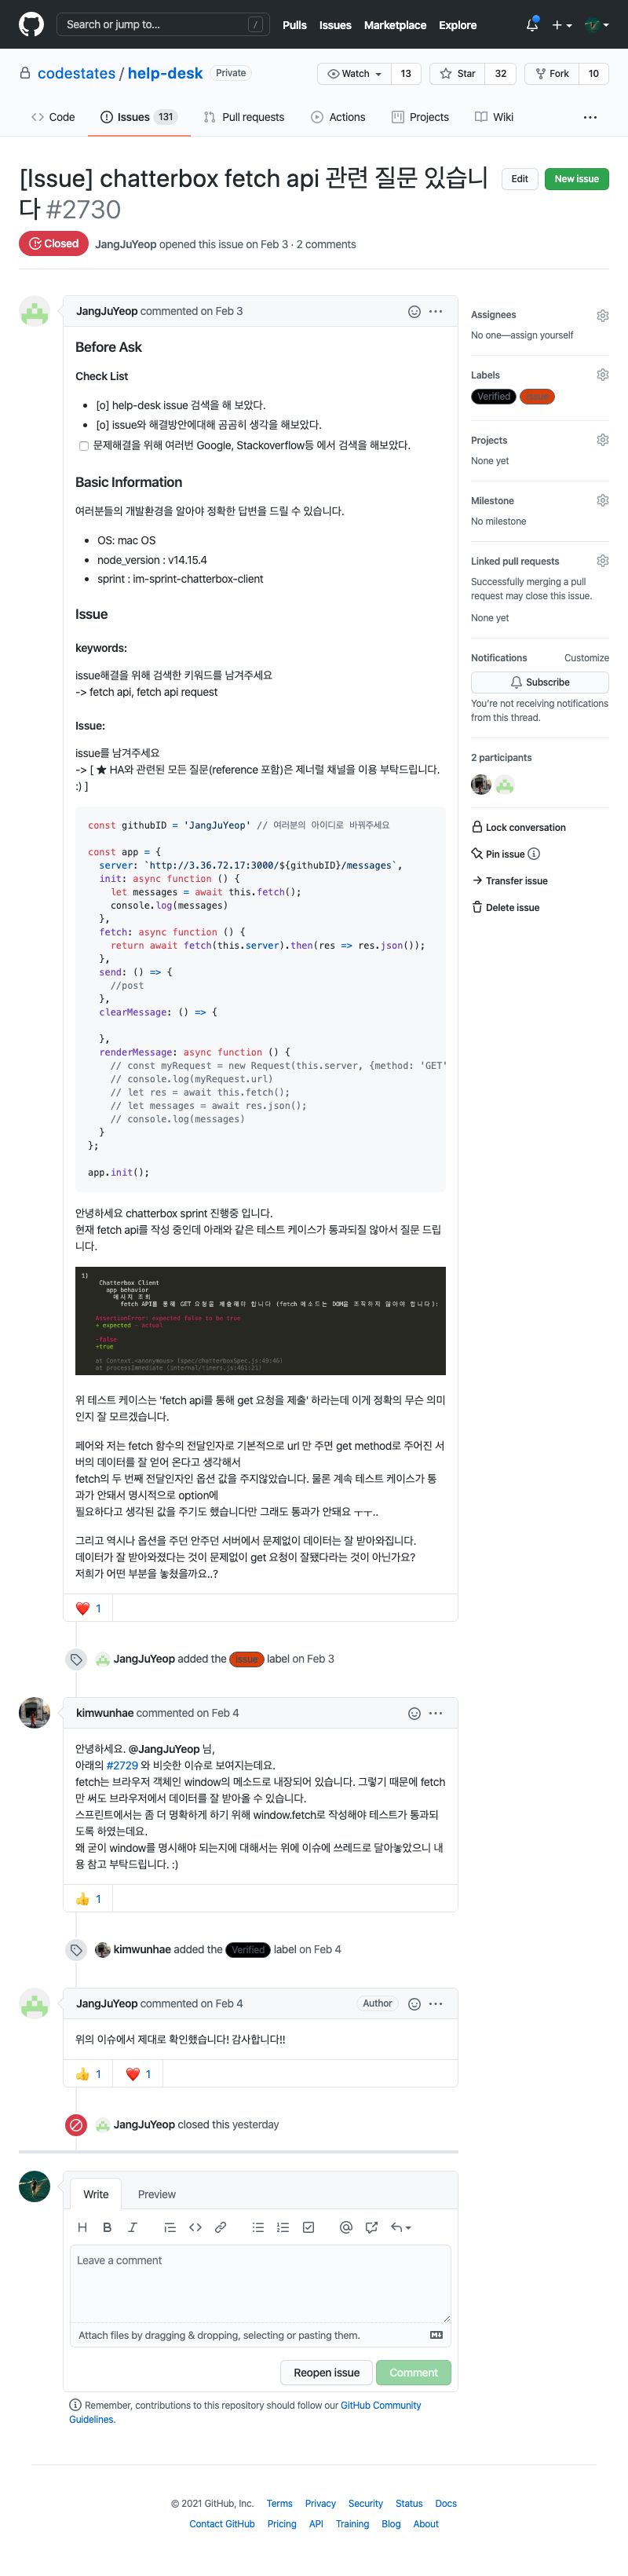 Search or jump to...
/
Pulls Issues Marketplace Explore
codestates / help-desk Private
Watch 13 Star 32 Fork 10
Code Issues 131 Pull requests Actions Projects Wiki
[Issue] chatterbox fetch api 관련 질문 있습니
다 #2730
Edit New issue
Closed JangJuYeop opened this issue on Feb 3 · 2 comments
JangJuYeop commented on Feb 3
Before Ask
Check List
[o] help-desk issue 검색을 해 보았다.
[o] issue와 해결방안에대해 곰곰히 생각을 해보았다.
문제해결을 위해 여러번 Google, Stackoverflow등 에서 검색을 해보았다.
Basic Information
여러분들의 개발환경을 알아야 정확한 답변을 드릴 수 있습니다.
OS: mac OS
node_version : v14.15.4
sprint : im-sprint-chatterbox-client
Issue
keywords:
issue해결을 위해 검색한 키워드를 남겨주세요
-> fetch api, fetch api request
Issue:
issue를 남겨주세요
-> [ ★ HA와 관련된 모든 질문(reference 포함)은 제너럴 채널을 이용 부탁드립니다.
:) ]
const githubID = 'JangJuYeop' // 여러분의 아이디로 바꿔주세요
const app = {
server: `http://3.36.72.17:3000/${githubID}/messages`,
init: async function () {
let messages = await this.fetch();
console.log(messages)
},
fetch: async function () {
return await fetch(this.server).then(res => res.json());
},
send: () => {
//post
},
clearMessage: () => {
},
renderMessage: async function () {
// const myRequest = new Request(this.server, {method: 'GET'
// console.log(myRequest.url)
// let res = await this.fetch();
// let messages = await res.json();
// console.log(messages)
}
};
app.init();
안녕하세요 chatterbox sprint 진행중 입니다.
현재 fetch api를 작성 중인데 아래와 같은 테스트 케이스가 통과되질 않아서 질문 드립
니다.
1)
Chatterbox Client
app behavior
메시지 조회
fetch API를 통해 GET 요청을 제출해야 합니다 (fetch 메소드는 DOM을 조작하지 않아야 합니다):
AssertionError: expected false to be true
+ expected - actual
-false
+true
at Context.<anonymous> (spec/chatterboxSpec.js:49:46)
at processImmediate (internal/timers.js:461:21)
위 테스트 케이스는 'fetch api를 통해 get 요청을 제출' 하라는데 이게 정확의 무슨 의미
인지 잘 모르겠습니다.
페어와 저는 fetch 함수의 전달인자로 기본적으로 url 만 주면 get method로 주어진 서
버의 데이터를 잘 얻어 온다고 생각해서
fetch의 두 번째 전달인자인 옵션 값을 주지않았습니다. 물론 계속 테스트 케이스가 통
과가 안돼서 명시적으로 option에
필요하다고 생각된 값을 주기도 했습니다만 그래도 통과가 안돼요 ㅜㅜ..
그리고 역시나 옵션을 주던 안주던 서버에서 문제없이 데이터는 잘 받아와집니다.
데이터가 잘 받아와졌다는 것이 문제없이 get 요청이 잘됐다라는 것이 아닌가요?
저희가 어떤 부분을 놓쳤을까요..?
1
JangJuYeop added the issue label on Feb 3
kimwunhae commented on Feb 4
안녕하세요. @JangJuYeop 님,
아래의 #2729 와 비슷한 이슈로 보여지는데요.
fetch는 브라우저 객체인 window의 메소드로 내장되어 있습니다. 그렇기 때문에 fetch
만 써도 브라우저에서 데이터를 잘 받아올 수 있습니다.
스프린트에서는 좀 더 명확하게 하기 위해 window.fetch로 작성해야 테스트가 통과되
도록 하였는데요.
왜 굳이 window를 명시해야 되는지에 대해서는 위에 이슈에 쓰레드로 달아놓았으니 내
용 참고 부탁드립니다. :)
1
kimwunhae added the Verified label on Feb 4
JangJuYeop commented on Feb 4 Author
위의 이슈에서 제대로 확인했습니다! 감사합니다!!
1 1
JangJuYeop closed this yesterday
Write Preview
Leave a comment
Attach files by dragging & dropping, selecting or pasting them.
Reopen issue Comment
Remember, contributions to this repository should follow our GitHub Community
Guidelines.
Assignees
No one—assign yourself
Labels
Verified issue
Projects
None yet
Milestone
No milestone
Linked pull requests
Successfully merging a pull
request may close this issue.
None yet
Notifications Customize
Subscribe
You're not receiving notifications
from this thread.
2 participants
Lock conversation
Pin issue
Transfer issue
Delete issue
© 2021 GitHub, Inc. Terms Privacy Security Status Docs
Contact GitHub Pricing API Training Blog About